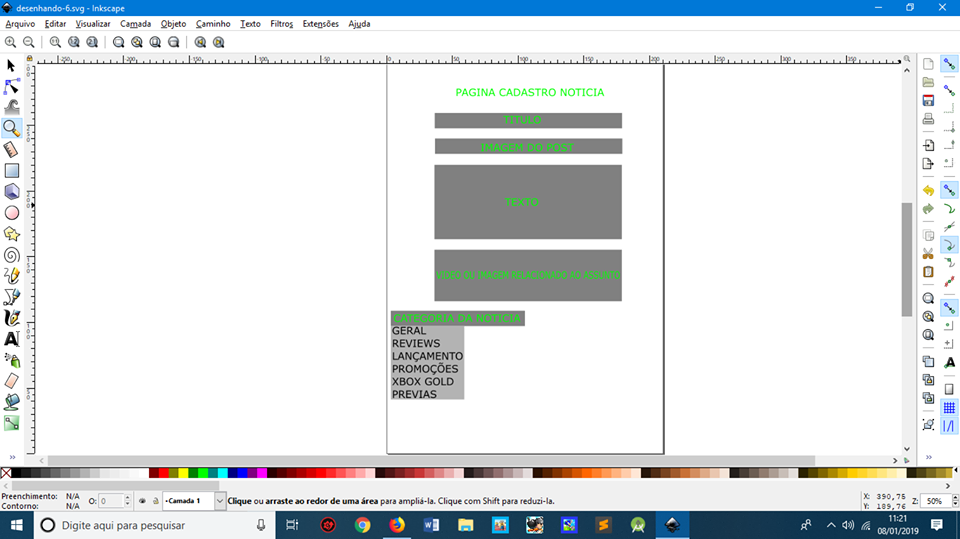 desenhando-6.svg - Inkscape
Arquivo Editar Visualizar Camada Objeto Caminho Texto Filtros Extensões Ajuda
PAGINA CADASTRO NOTICIA
TITULO
IMAGEM DO POST
TEXTO
VIDEO OU IMAGEM RELACIONADO AO ASSUNTO
CATEGORIA DA NOTICIA
GERAL
REVIEWS
LANÇAMENTO
PROMOÇÕES
XBOX GOLD
PREVIAS
Preenchimento: N/A
Contorno: N/A
O: 0
Camada 1
Clique ou arraste ao redor de uma área para ampliá-la. Clique com Shift para reduzi-la.
X: 390,75
Y: 189,76
Z: 50%
Digite aqui para pesquisar
11:21
08/01/2019